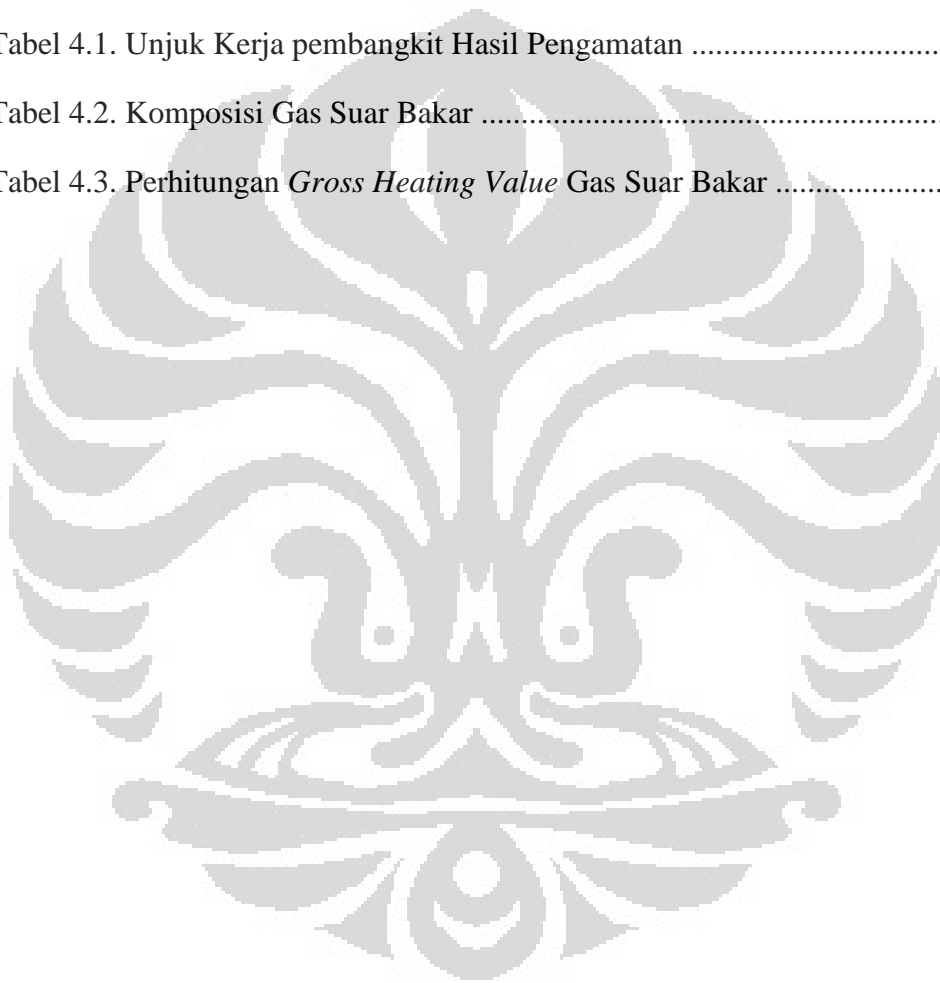 Tabel 4.1. Unjuk Kerja pembangkit Hasil Pengamatan ...............................
Tabel 4.2. Komposisi Gas Suar Bakar ..........................................................
Tabel 4.3. Perhitungan Gross Heating Value Gas Suar Bakar .....................